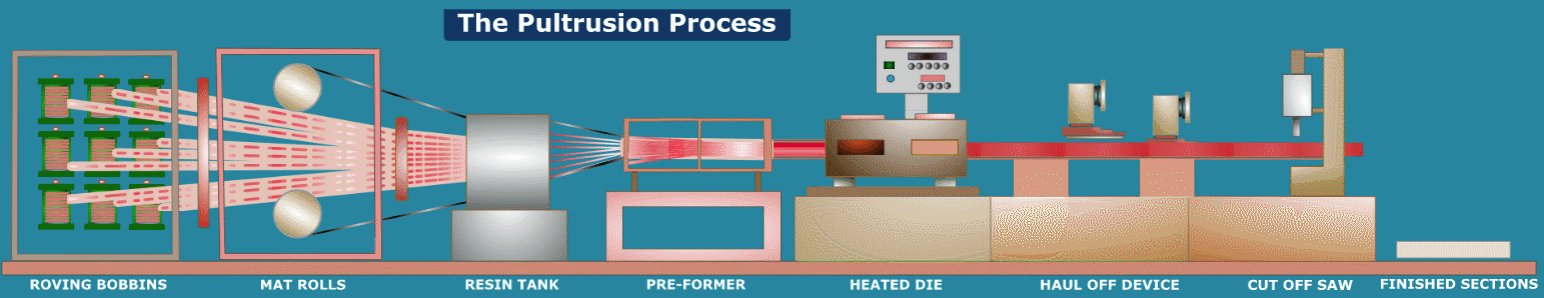 The Pultrusion Process
ROVING BOBBINS
MAT ROLLS
RESIN TANK
PRE-FORMER
HEATED DIE
HAUL OFF DEVICE
CUT OFF SAW
FINISHED SECTIONS